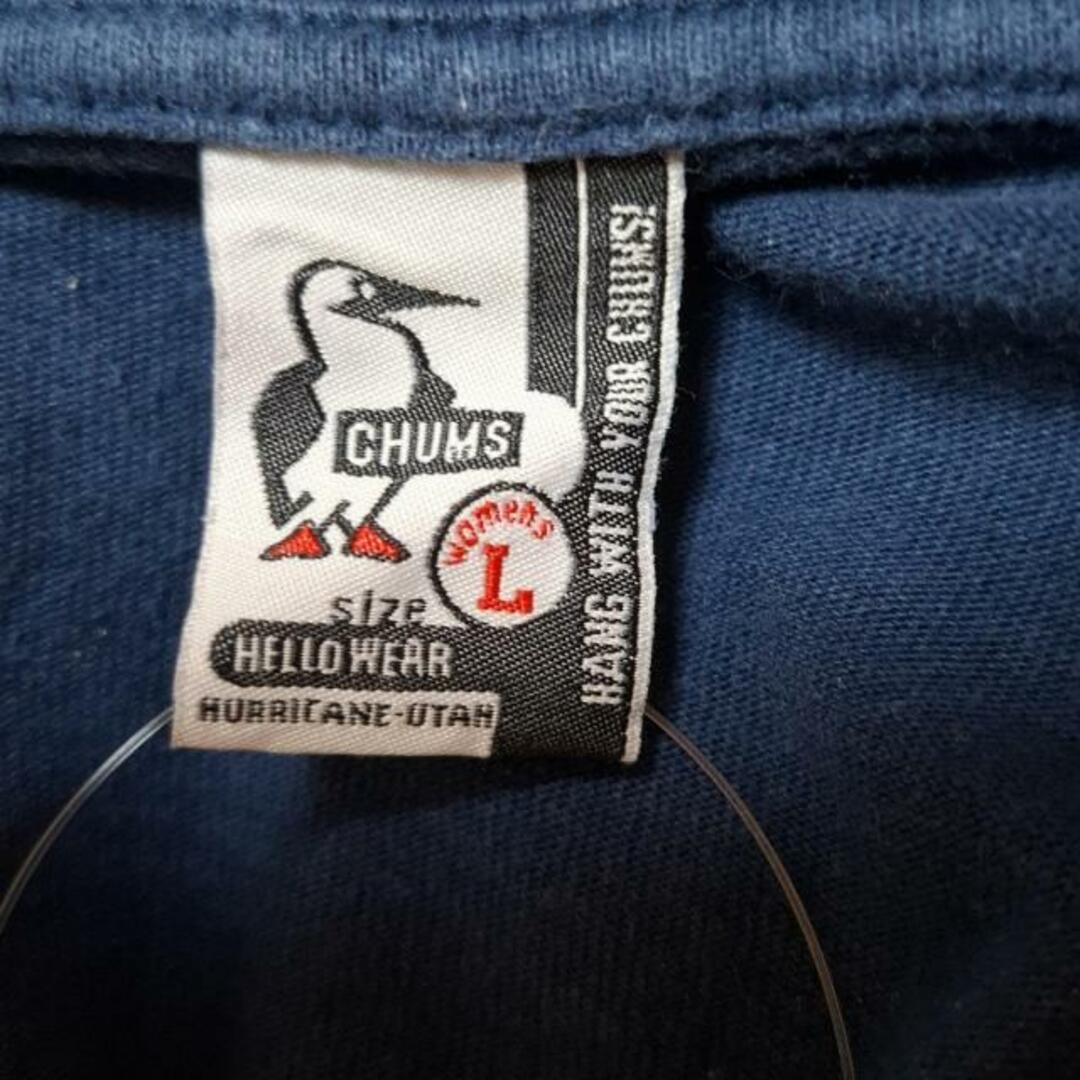 CHUMS
womens
L
size
HELLO WEAR
HURRICANE-UTAH
HANG WITH YOUR CHUMS!